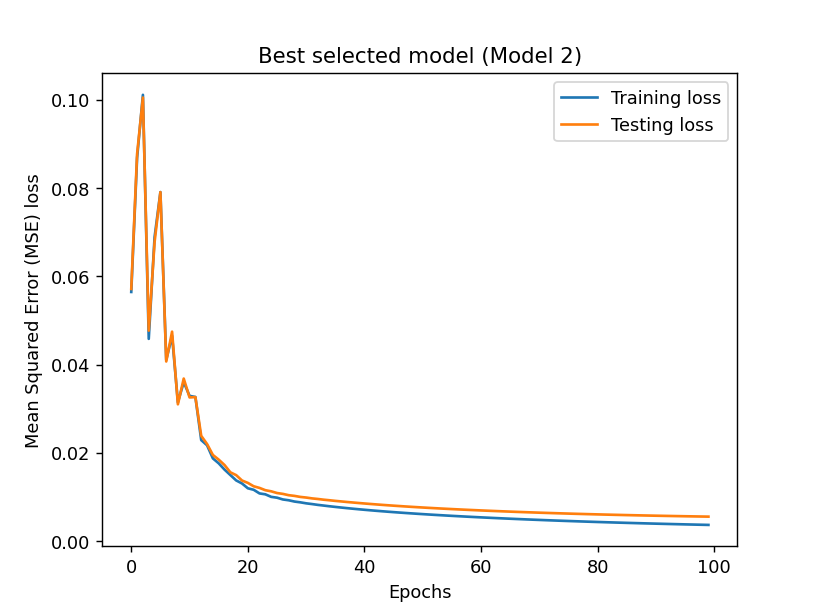 Best selected model (Model 2)
Training loss
Testing loss
Mean Squared Error (MSE) loss
0.10
0.08
0.06
0.04
0.02
0.00
0 20 40 60 80 100
Epochs